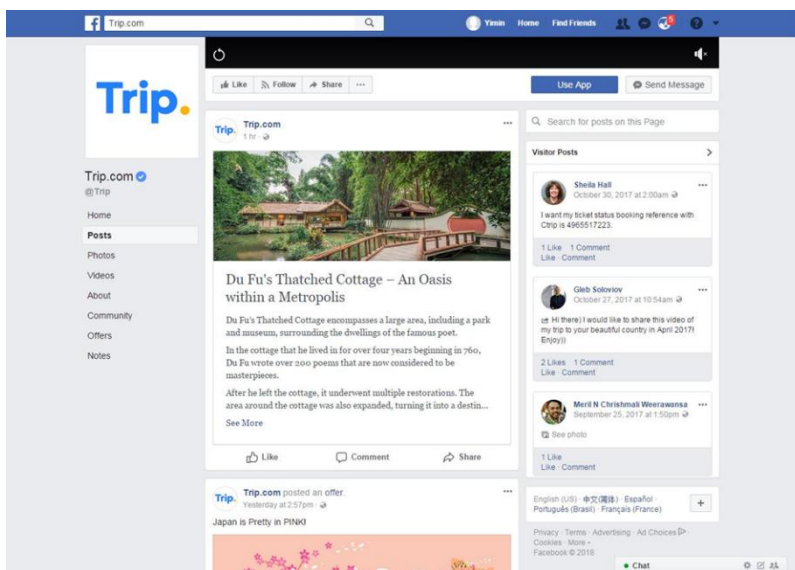 Trip.com
Yimin Home Find Friends
5
Trip.
Trip.com
@Trip
Home
Posts
Photos
Videos
About
Community
Offers
Notes
Like Follow Share ...
Use App Send Message
Trip.
Trip.com
1 hr ·
Du Fu's Thatched Cottage – An Oasis
within a Metropolis
Du Fu's Thatched Cottage encompasses a large area, including a park
and museum, surrounding the dwellings of the famous poet.
In the cottage that he lived in for over four years beginning in 760,
Du Fu wrote over 200 poems that are now considered to be
masterpieces.
After he left the cottage, it underwent multiple restorations. The
area around the cottage was also expanded, turning it into a destin...
See More
Like Comment Share
Trip.
Trip.com posted an offer.
Yesterday at 2:57pm ·
Japan is Pretty in PINK!
Search for posts on this Page
Visitor Posts
Sheila Hall
October 30, 2017 at 2:00am
I want my ticket status booking reference with
Ctrip is 4965517223.
1 Like 1 Comment
Like · Comment
Gleb Soloviov
October 27, 2017 at 10:54am
Hi there) I would like to share this video of
my trip to your beautiful country in April 2017!
Enjoy))
2 Likes 1 Comment
Like · Comment
Meril N Chrishmali Weerawansa
September 25, 2017 at 1:50pm
See photo
1 Like
Like · Comment
English (US) · 中文(简体) · Español ·
Português (Brasil) · Français (France)
Privacy · Terms · Advertising · Ad Choices ·
Cookies · More
Facebook © 2018
Chat